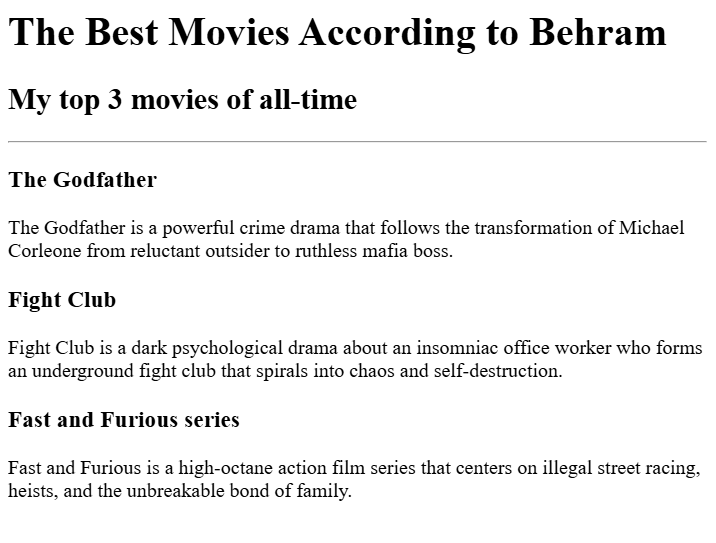 The Best Movies According to Behram
My top 3 movies of all-time
The Godfather
The Godfather is a powerful crime drama that follows the transformation of Michael
Corleone from reluctant outsider to ruthless mafia boss.
Fight Club
Fight Club is a dark psychological drama about an insomniac office worker who forms
an underground fight club that spirals into chaos and self-destruction.
Fast and Furious series
Fast and Furious is a high-octane action film series that centers on illegal street racing,
heists, and the unbreakable bond of family.